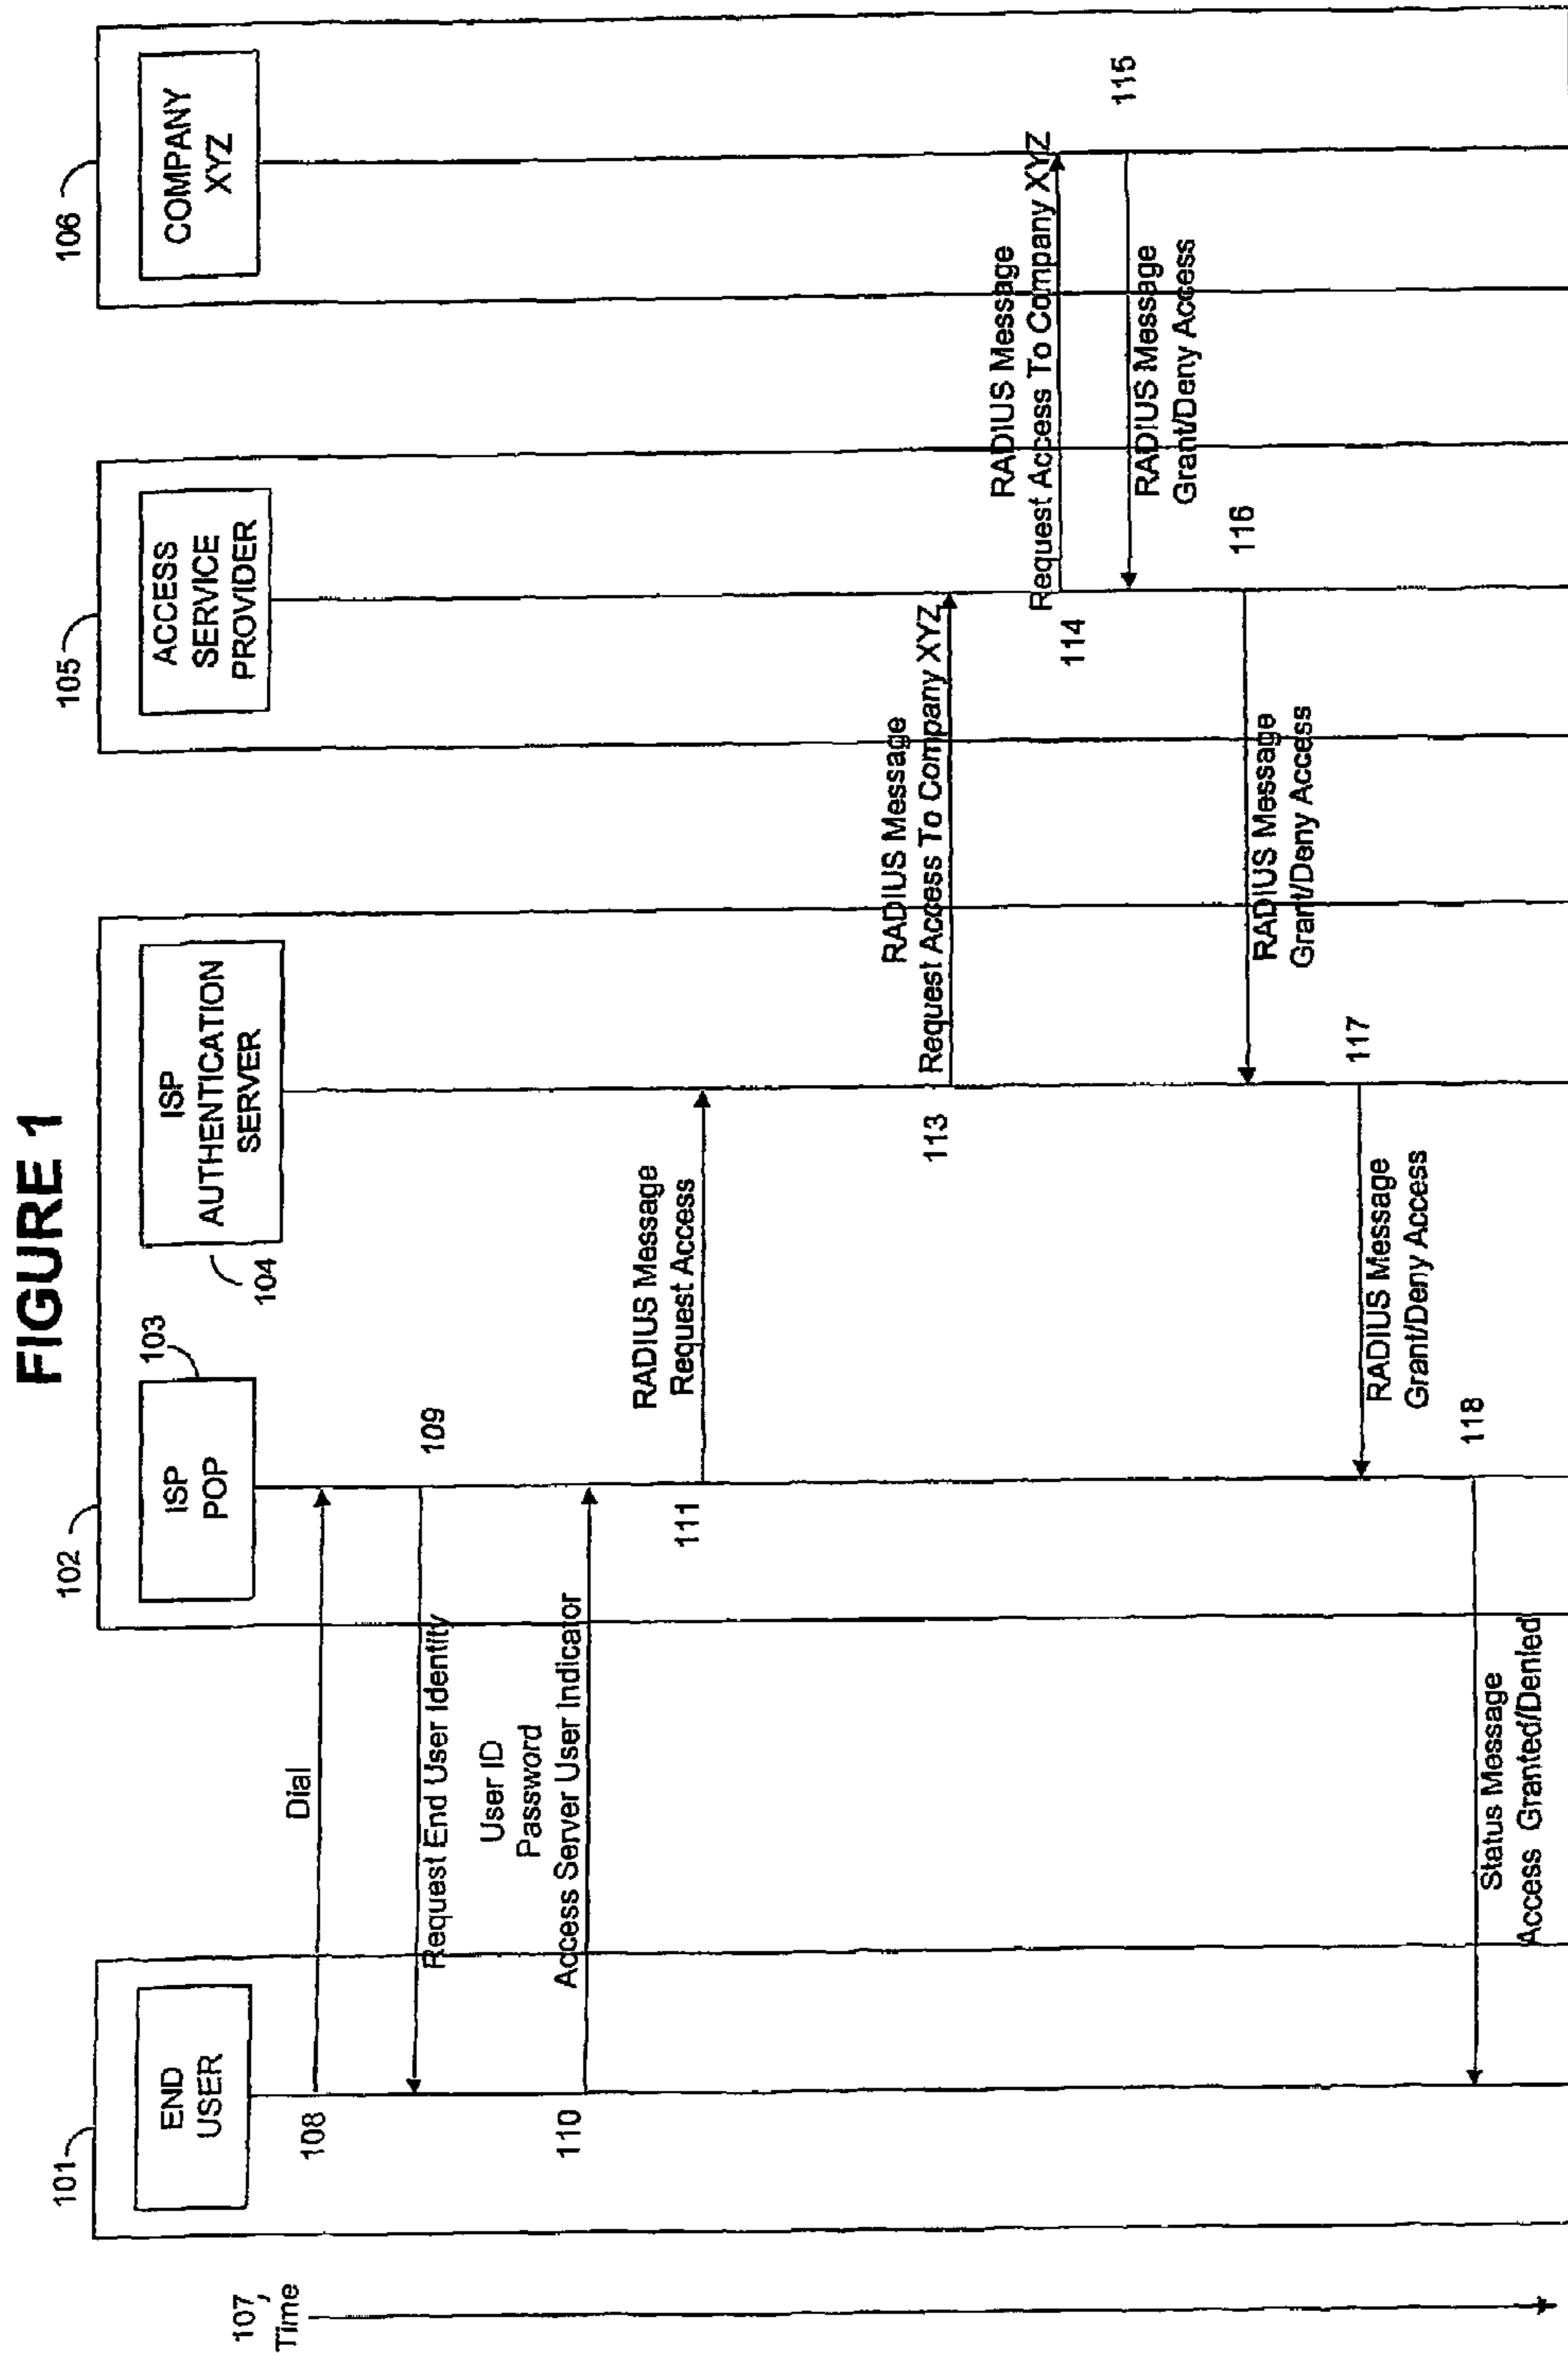 FIGURE 1
101
102
105
106
103
104
END
USER
ISP
POP
ISP
AUTHENTICATION
SERVER
ACCESS
SERVICE
PROVIDER
COMPANY
XYZ
107,
Time
108
Dial
109
Request End User Identity
110
User ID
Password
Access Server User Indicator
111
RADIUS Message
Request Access
113
RADIUS Message
Request Access To Company XYZ
114
RADIUS Message
Request Access To Company XYZ
115
RADIUS Message
Grant/Deny Access
116
RADIUS Message
Grant/Deny Access
117
RADIUS Message
Grant/Deny Access
118
Status Message
Access Granted/Denied